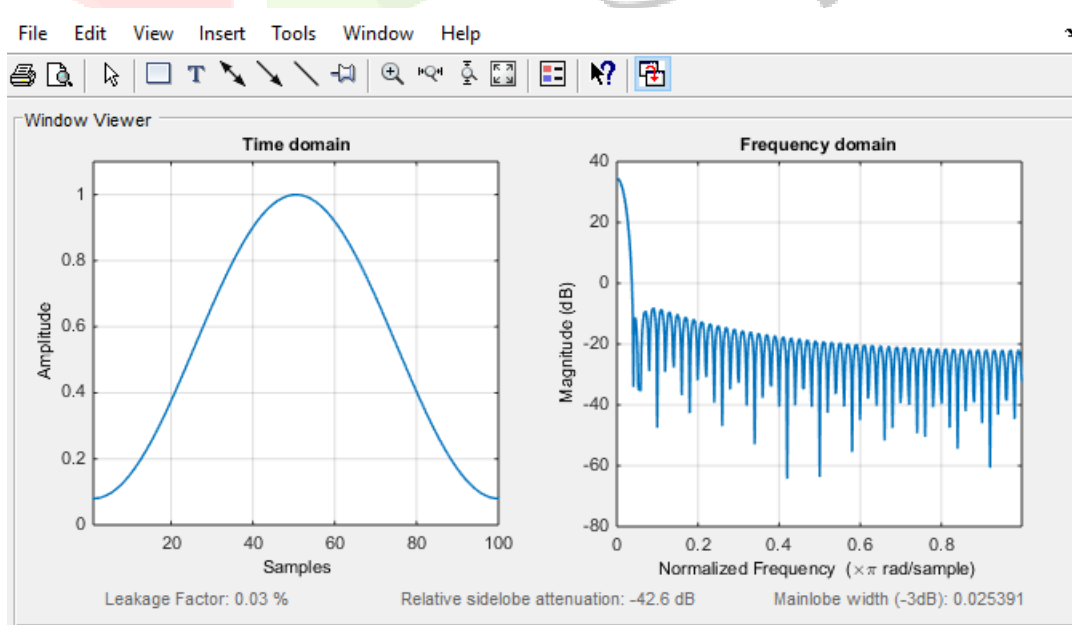 File Edit View Insert Tools Window Help
T
Window Viewer
Time domain
Amplitude
1
0.8
0.6
0.4
0.2
0
20 40 60 80 100
Samples
Frequency domain
Magnitude (dB)
40
20
0
-20
-40
-60
-80
0 0.2 0.4 0.6 0.8
Normalized Frequency (×π rad/sample)
Leakage Factor: 0.03 % Relative sidelobe attenuation: -42.6 dB Mainlobe width (-3dB): 0.025391